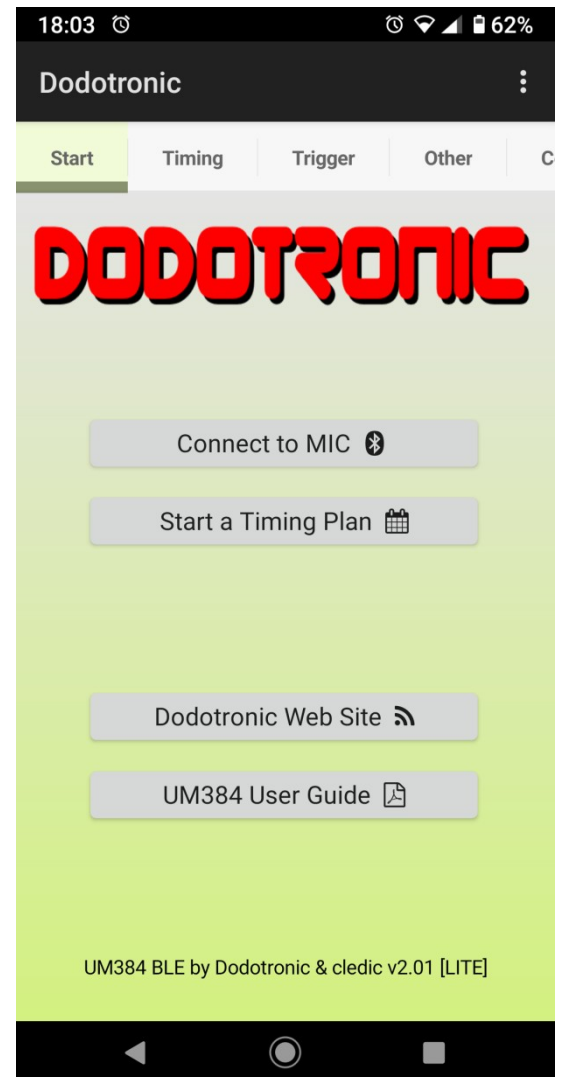 18:03 62%
Dodotronic
Start Timing Trigger Other C
DODOTRONIC
Connect to MIC
Start a Timing Plan
Dodotronic Web Site
UM384 User Guide
UM384 BLE by Dodotronic & cledic v2.01 [LITE]